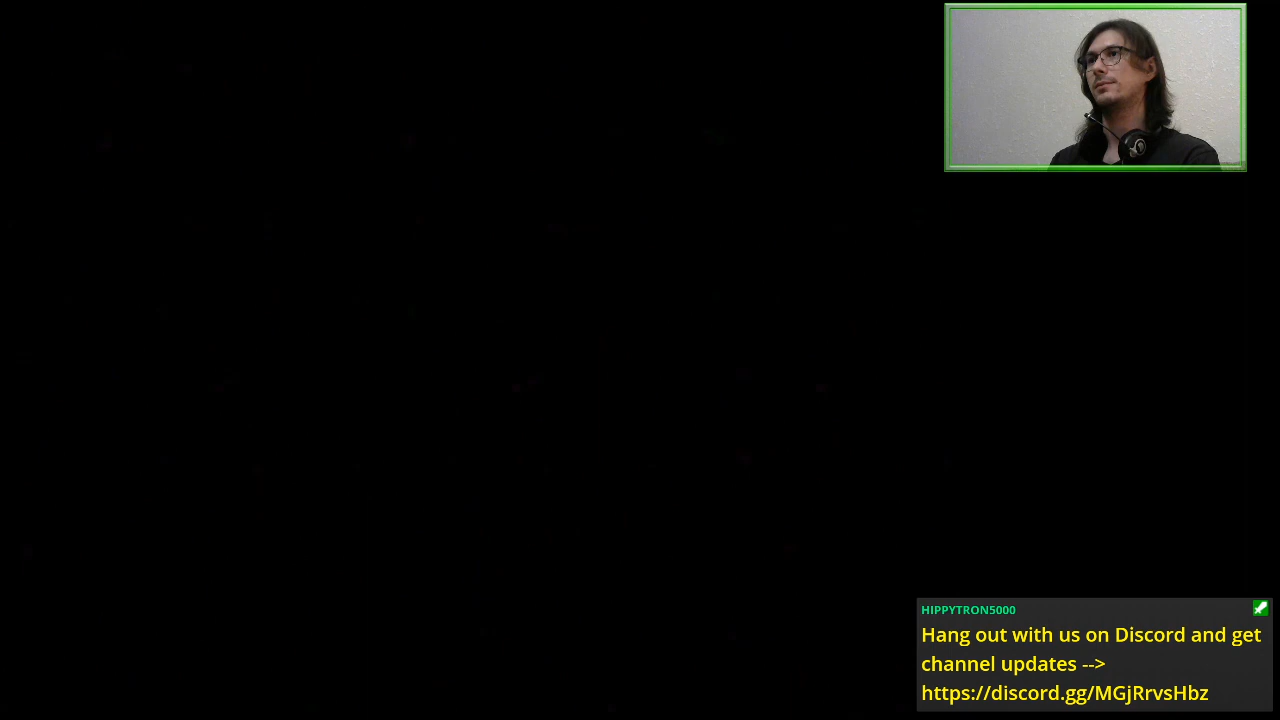 HIPPYTRON5000
Hang out with us on Discord and get
channel updates -->
https://discord.gg/MGjRrvsHbz